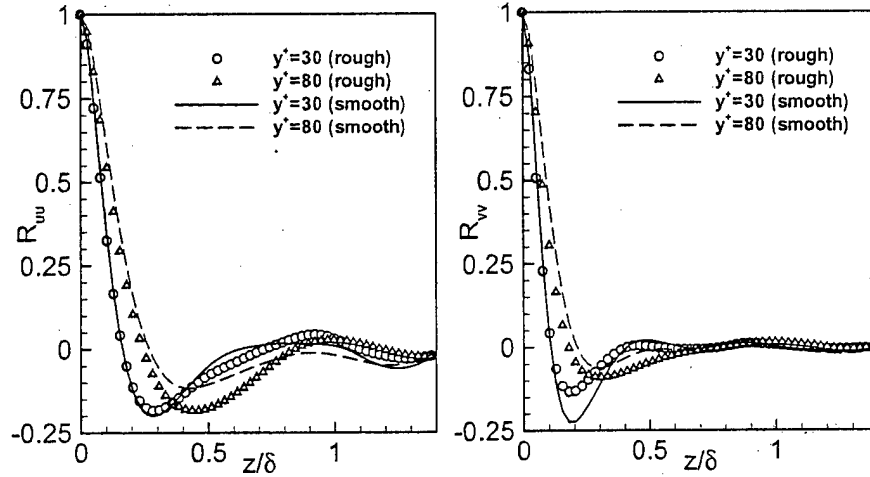 1
0.75
0.5
0.25
0
-0.25
R_uu
0
0.5
1
z/δ
y⁺=30 (rough)
y⁺=80 (rough)
y⁺=30 (smooth)
y⁺=80 (smooth)
1
0.75
0.5
0.25
0
-0.25
R_vv
0
0.5
1
z/δ
y⁺=30 (rough)
y⁺=80 (rough)
y⁺=30 (smooth)
y⁺=80 (smooth)